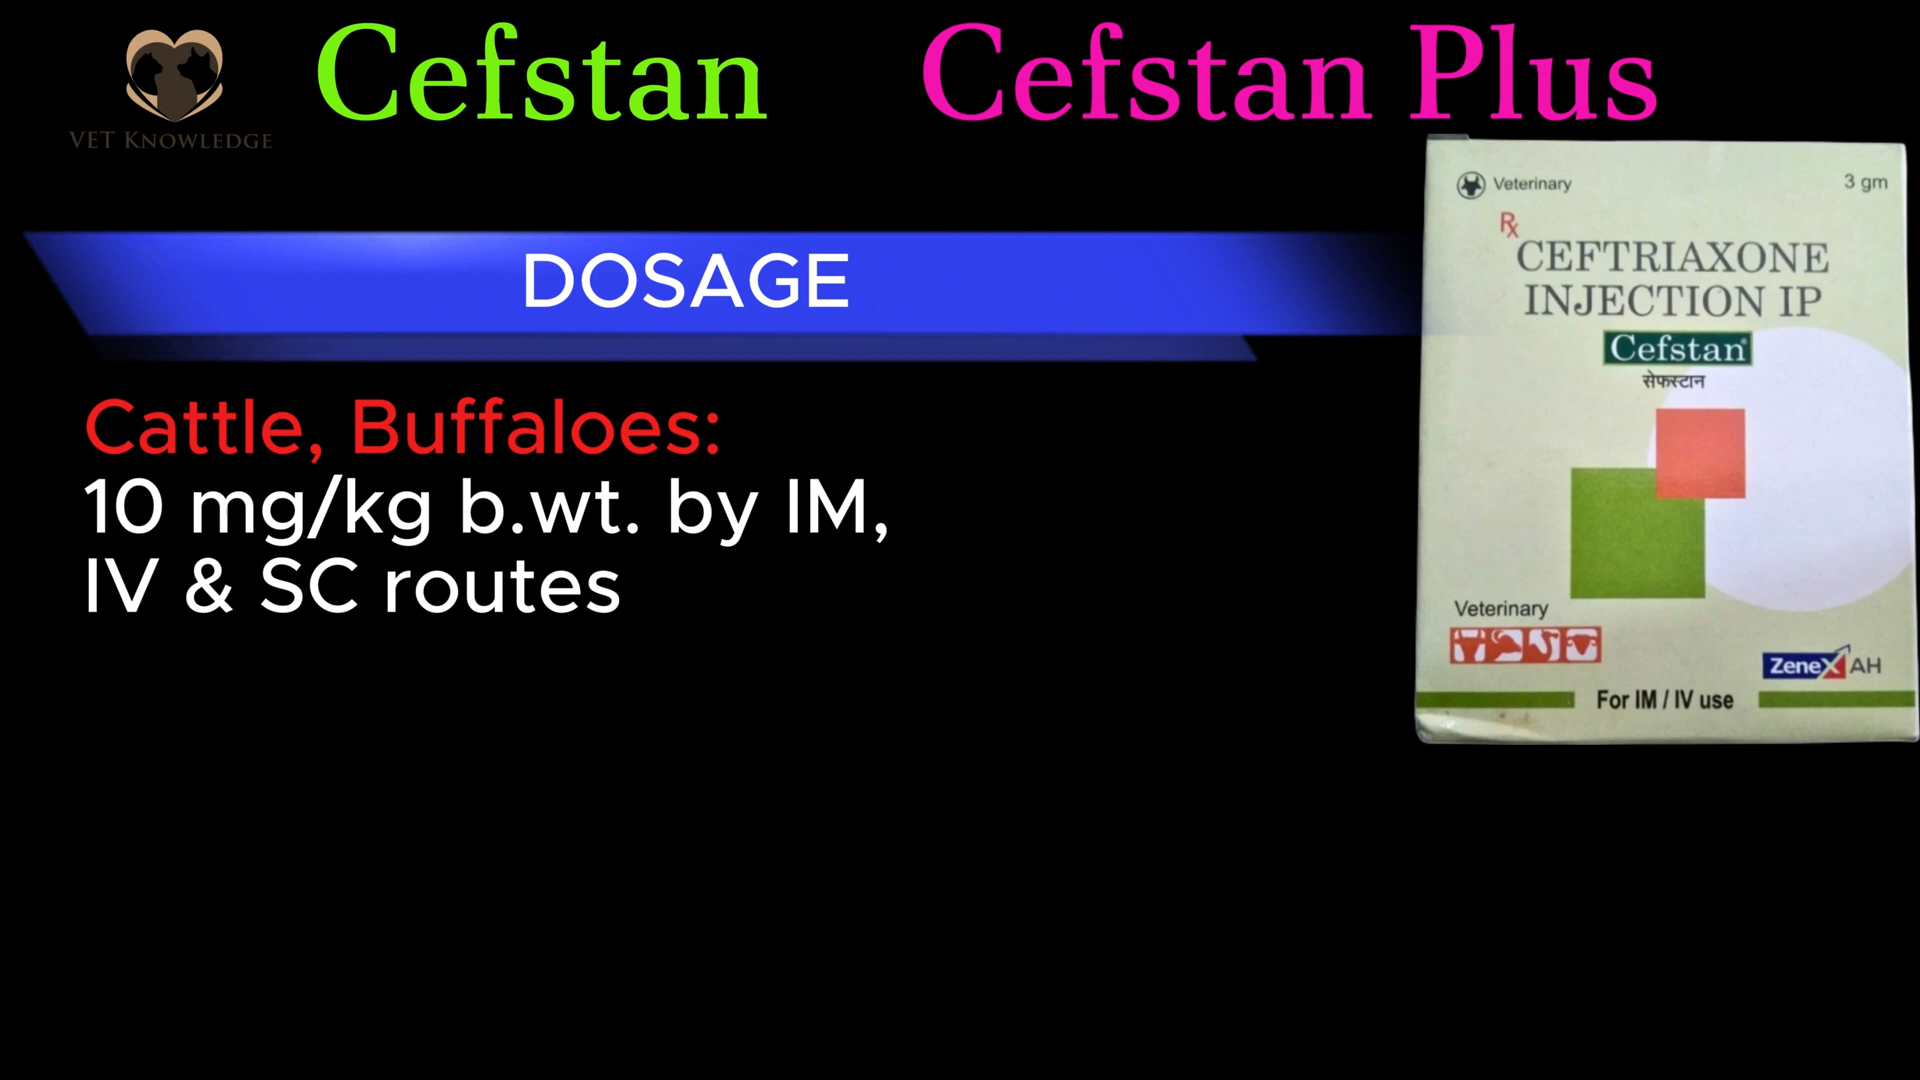 VET KNOWLEDGE
Cefstan
Cefstan Plus
DOSAGE
Cattle, Buffaloes:
10 mg/kg b.wt. by IM,
IV & SC routes
Veterinary
3 gm
Rx
CEFTRIAXONE
INJECTION IP
Cefstan®
सेफस्टान
Veterinary
ZeneX AH
For IM / IV use